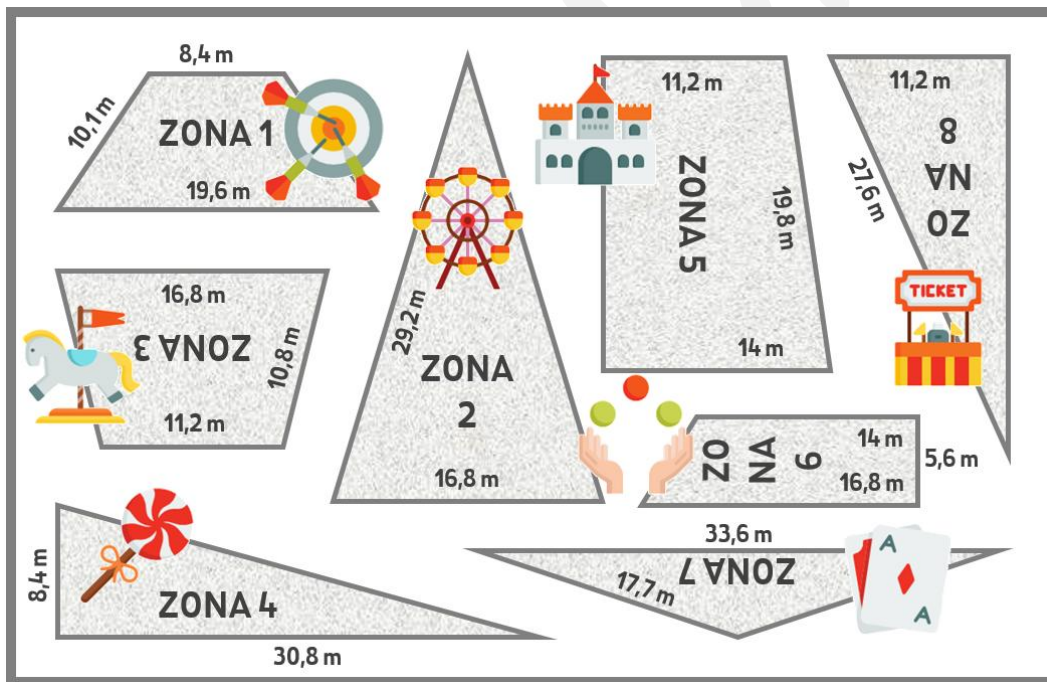 8,4 m
10,1 m
ZONA 1
19,6 m
29,2 m
ZONA
2
16,8 m
11,2 m
ZONA 5
19,8 m
14 m
11,2 m
27,6 m
ZO
NA
8
TICKET
16,8 m
ZONA 3
10,8 m
11,2 m
ZO
NA
6
14 m
16,8 m
5,6 m
8,4 m
ZONA 4
30,8 m
33,6 m
17,7 m
ZONA 7
A
A